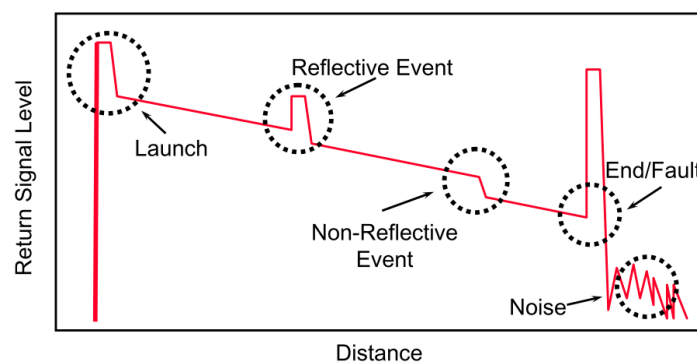 Return Signal Level
Reflective Event
Launch
End/Fault
Non-Reflective
Event
Noise
Distance